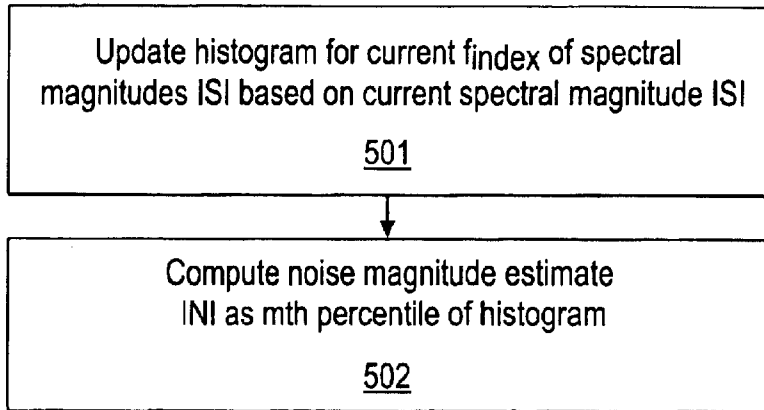 Update histogram for current findex of spectral
magnitudes ISI based on current spectral magnitude ISI
501
Compute noise magnitude estimate
INI as mth percentile of histogram
502